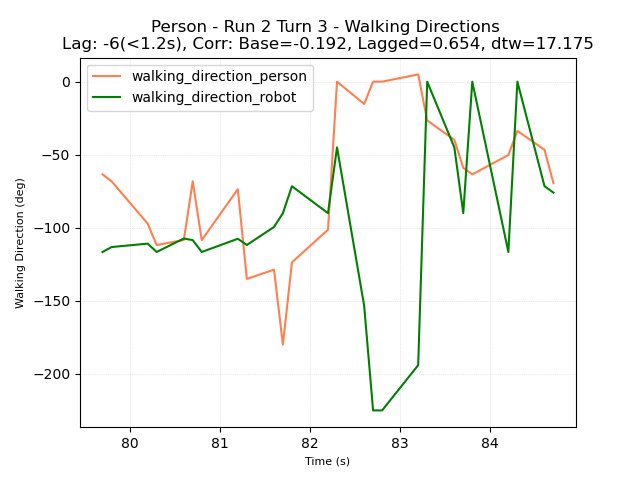 Person - Run 2 Turn 3 - Walking Directions
Lag: -6(<1.2s), Corr: Base=-0.192, Lagged=0.654, dtw=17.175
walking_direction_person
walking_direction_robot
0
−50
−100
−150
−200
Walking Direction (deg)
80 81 82 83 84
Time (s)